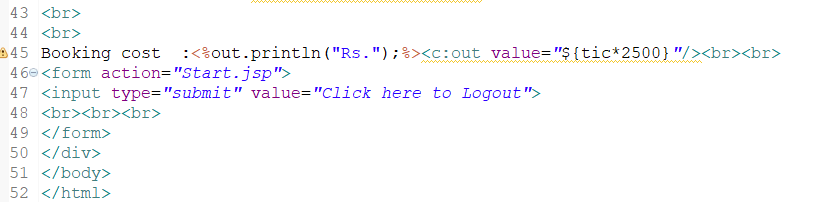 43 <br>
44 <br>
45 Booking cost  :<%out.println("Rs.");%><c:out value="${tic*2500}"/><br><br>
46 <form action="Start.jsp">
47 <input type="submit" value="Click here to Logout">
48 <br><br><br>
49 </form>
50 </div>
51 </body>
52 </html>